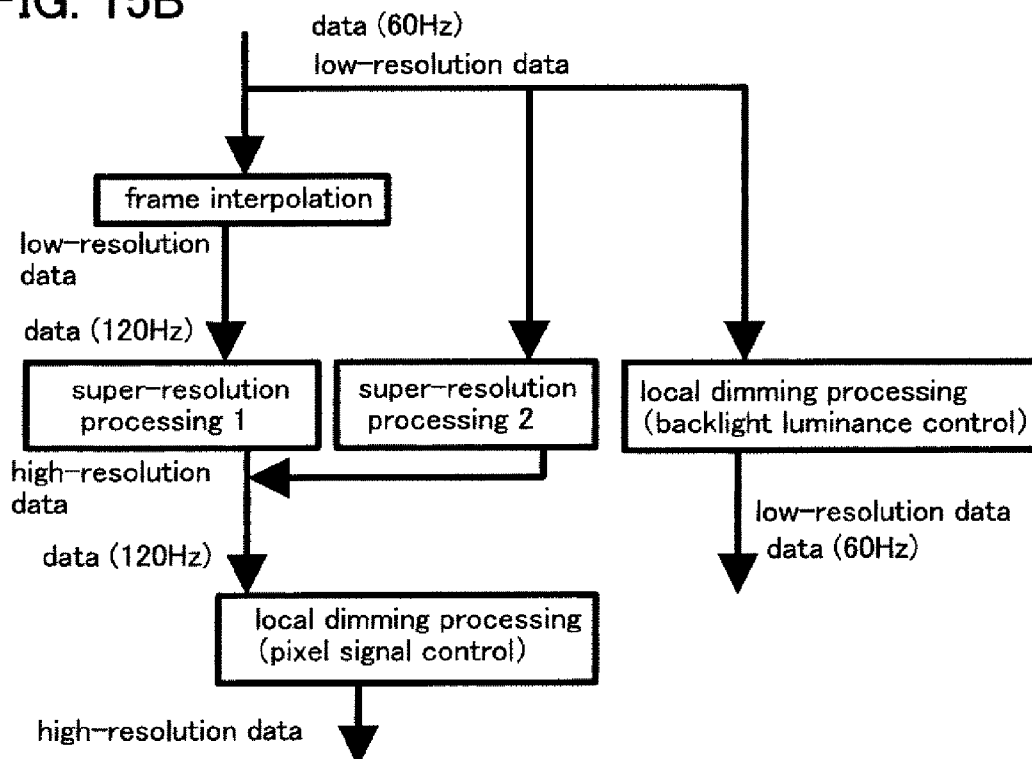 FIG. 15B
data (60Hz)
low-resolution data
frame interpolation
low-resolution
data
data (120Hz)
super-resolution
processing 1
super-resolution
processing 2
local dimming processing
(backlight luminance control)
high-resolution
data
low-resolution data
data (60Hz)
data (120Hz)
local dimming processing
(pixel signal control)
high-resolution data